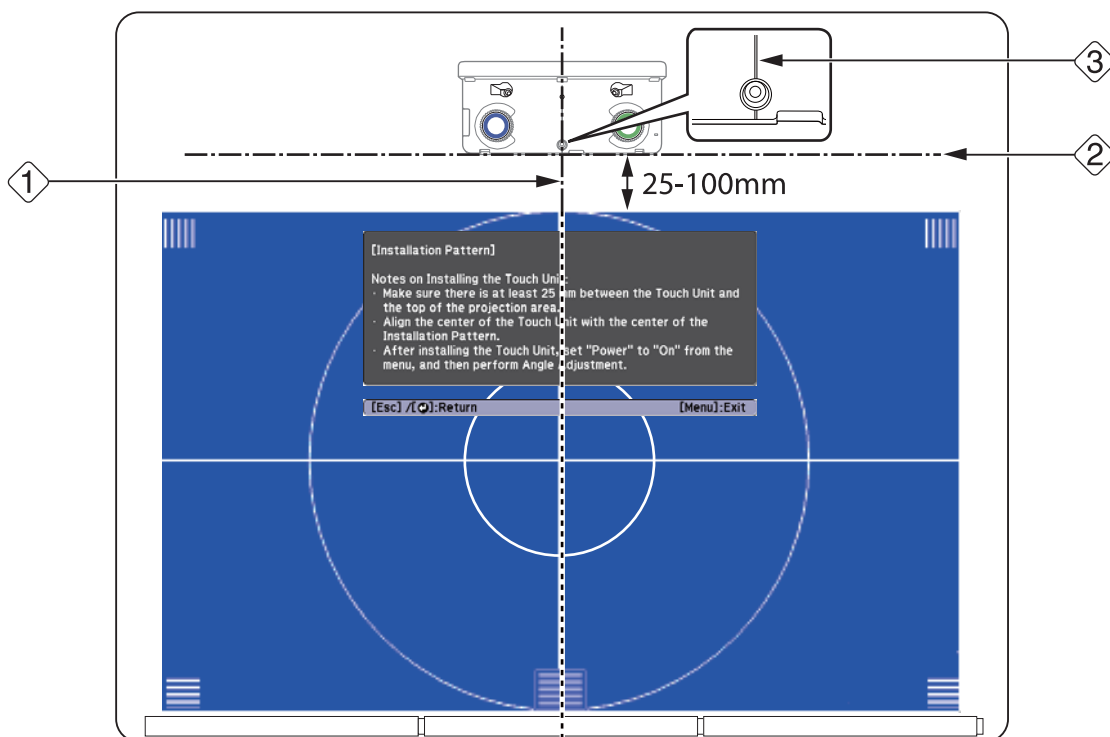 3
2
1
25-100mm
[Installation Pattern]
Notes on Installing the Touch Unit:
· Make sure there is at least 25 mm between the Touch Unit and
the top of the projection area.
· Align the center of the Touch Unit with the center of the
Installation Pattern.
· After installing the Touch Unit, set "Power" to "On" from the
menu, and then perform Angle Adjustment.
[Esc] /[⏎]:Return [Menu]:Exit